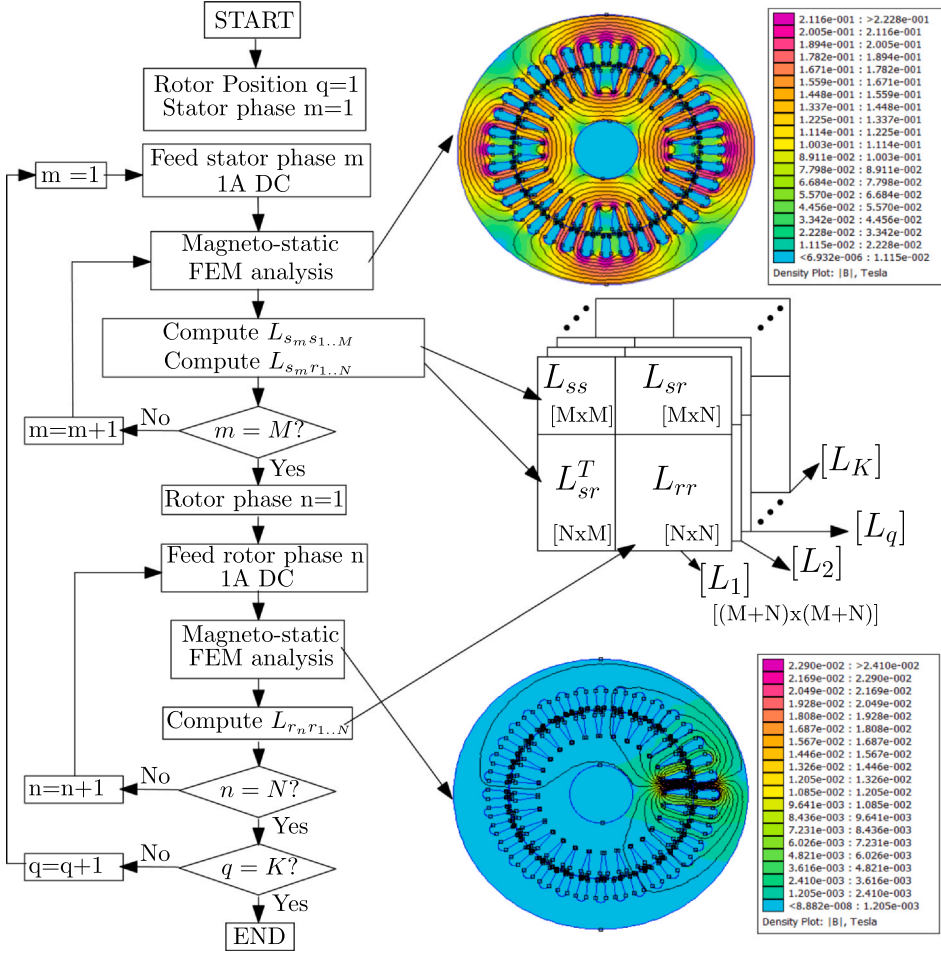 START
Rotor Position q=1
Stator phase m=1
m =1
Feed stator phase m
1A DC
Magneto-static
FEM analysis
Compute L_{s_m s_{1..M}}
Compute L_{s_m r_{1..N}}
m=m+1
No
m = M?
Yes
Rotor phase n=1
Feed rotor phase n
1A DC
Magneto-static
FEM analysis
Compute L_{r_n r_{1..N}}
n=n+1
No
n = N?
Yes
q=q+1
No
q = K?
Yes
END
2.116e-001 : >2.228e-001
2.005e-001 : 2.116e-001
1.894e-001 : 2.005e-001
1.782e-001 : 1.894e-001
1.671e-001 : 1.782e-001
1.559e-001 : 1.671e-001
1.448e-001 : 1.559e-001
1.337e-001 : 1.448e-001
1.225e-001 : 1.337e-001
1.114e-001 : 1.225e-001
1.003e-001 : 1.114e-001
8.911e-002 : 1.003e-001
7.798e-002 : 8.911e-002
6.684e-002 : 7.798e-002
5.570e-002 : 6.684e-002
4.456e-002 : 5.570e-002
3.342e-002 : 4.456e-002
2.228e-002 : 3.342e-002
1.115e-002 : 2.228e-002
<6.932e-006 : 1.115e-002
Density Plot: |B|, Tesla
L_{ss}
[MxM]
L_{sr}
[MxN]
L_{sr}^T
[NxM]
L_{rr}
[NxN]
[L_K]
[L_q]
[L_2]
[L_1]
[(M+N)x(M+N)]
2.290e-002 : >2.410e-002
2.169e-002 : 2.290e-002
2.049e-002 : 2.169e-002
1.928e-002 : 2.049e-002
1.808e-002 : 1.928e-002
1.687e-002 : 1.808e-002
1.567e-002 : 1.687e-002
1.446e-002 : 1.567e-002
1.326e-002 : 1.446e-002
1.205e-002 : 1.326e-002
1.085e-002 : 1.205e-002
9.641e-003 : 1.085e-002
8.436e-003 : 9.641e-003
7.231e-003 : 8.436e-003
6.026e-003 : 7.231e-003
4.821e-003 : 6.026e-003
3.616e-003 : 4.821e-003
2.410e-003 : 3.616e-003
1.205e-003 : 2.410e-003
<8.882e-008 : 1.205e-003
Density Plot: |B|, Tesla